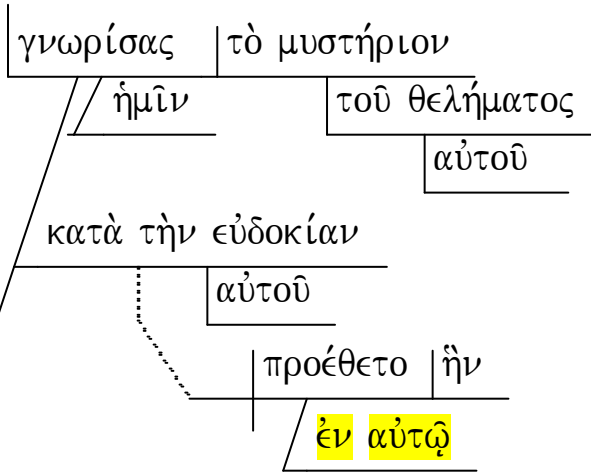 γνωρίσας τὸ μυστήριον
ἡμῖν τοῦ θελήματος
αὐτοῦ
κατὰ τὴν εὐδοκίαν
αὐτοῦ
προέθετο ἣν
ἐν αὐτῷ